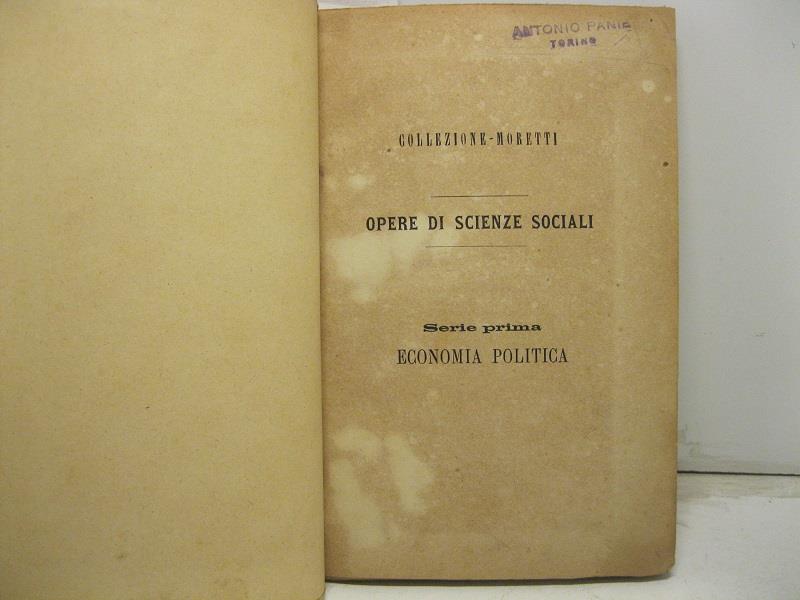 ANTONIO PANIE
TORINO
COLLEZIONE-MORETTI
OPERE DI SCIENZE SOCIALI
Serie prima
ECONOMIA POLITICA